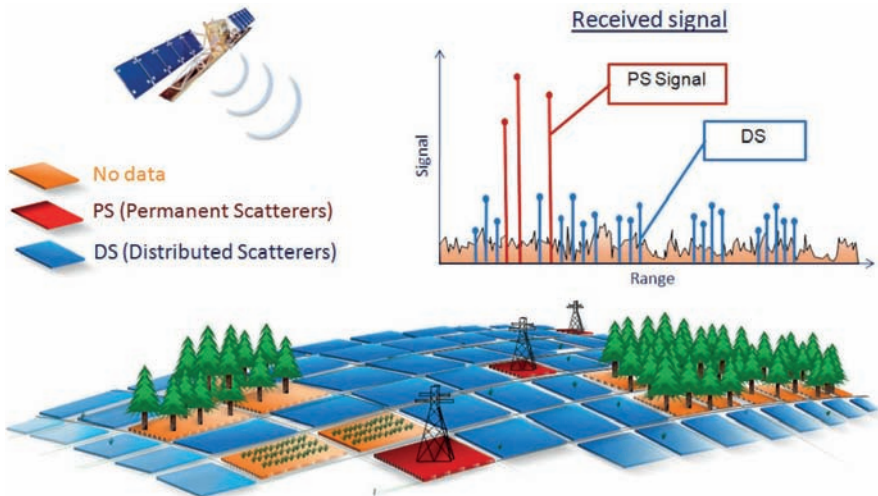 Received signal
PS Signal
DS
Signal
Range
No data
PS (Permanent Scatterers)
DS (Distributed Scatterers)